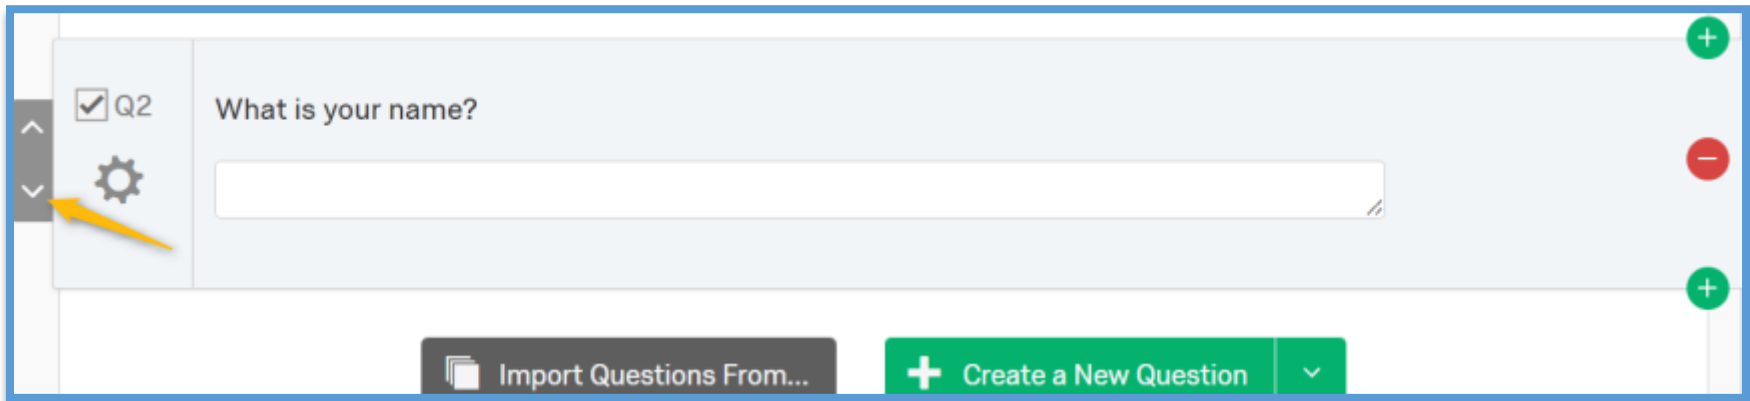 Q2
What is your name?
Import Questions From...
Create a New Question